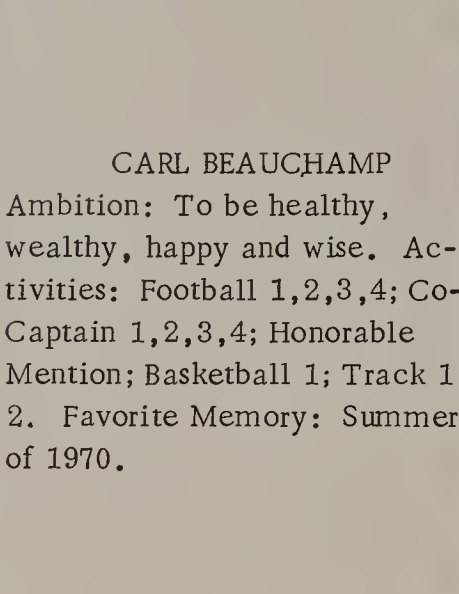 CARL BEAUCHAMP
Ambition: To be healthy,
wealthy, happy and wise. Ac-
tivities: Football 1,2,3,4; Co-
Captain 1,2,3,4; Honorable
Mention; Basketball 1; Track 1
2. Favorite Memory: Summer
of 1970.